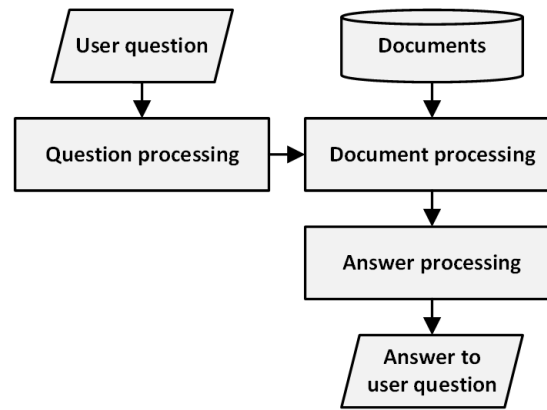 User question
Documents
Question processing
Document processing
Answer processing
Answer to
user question